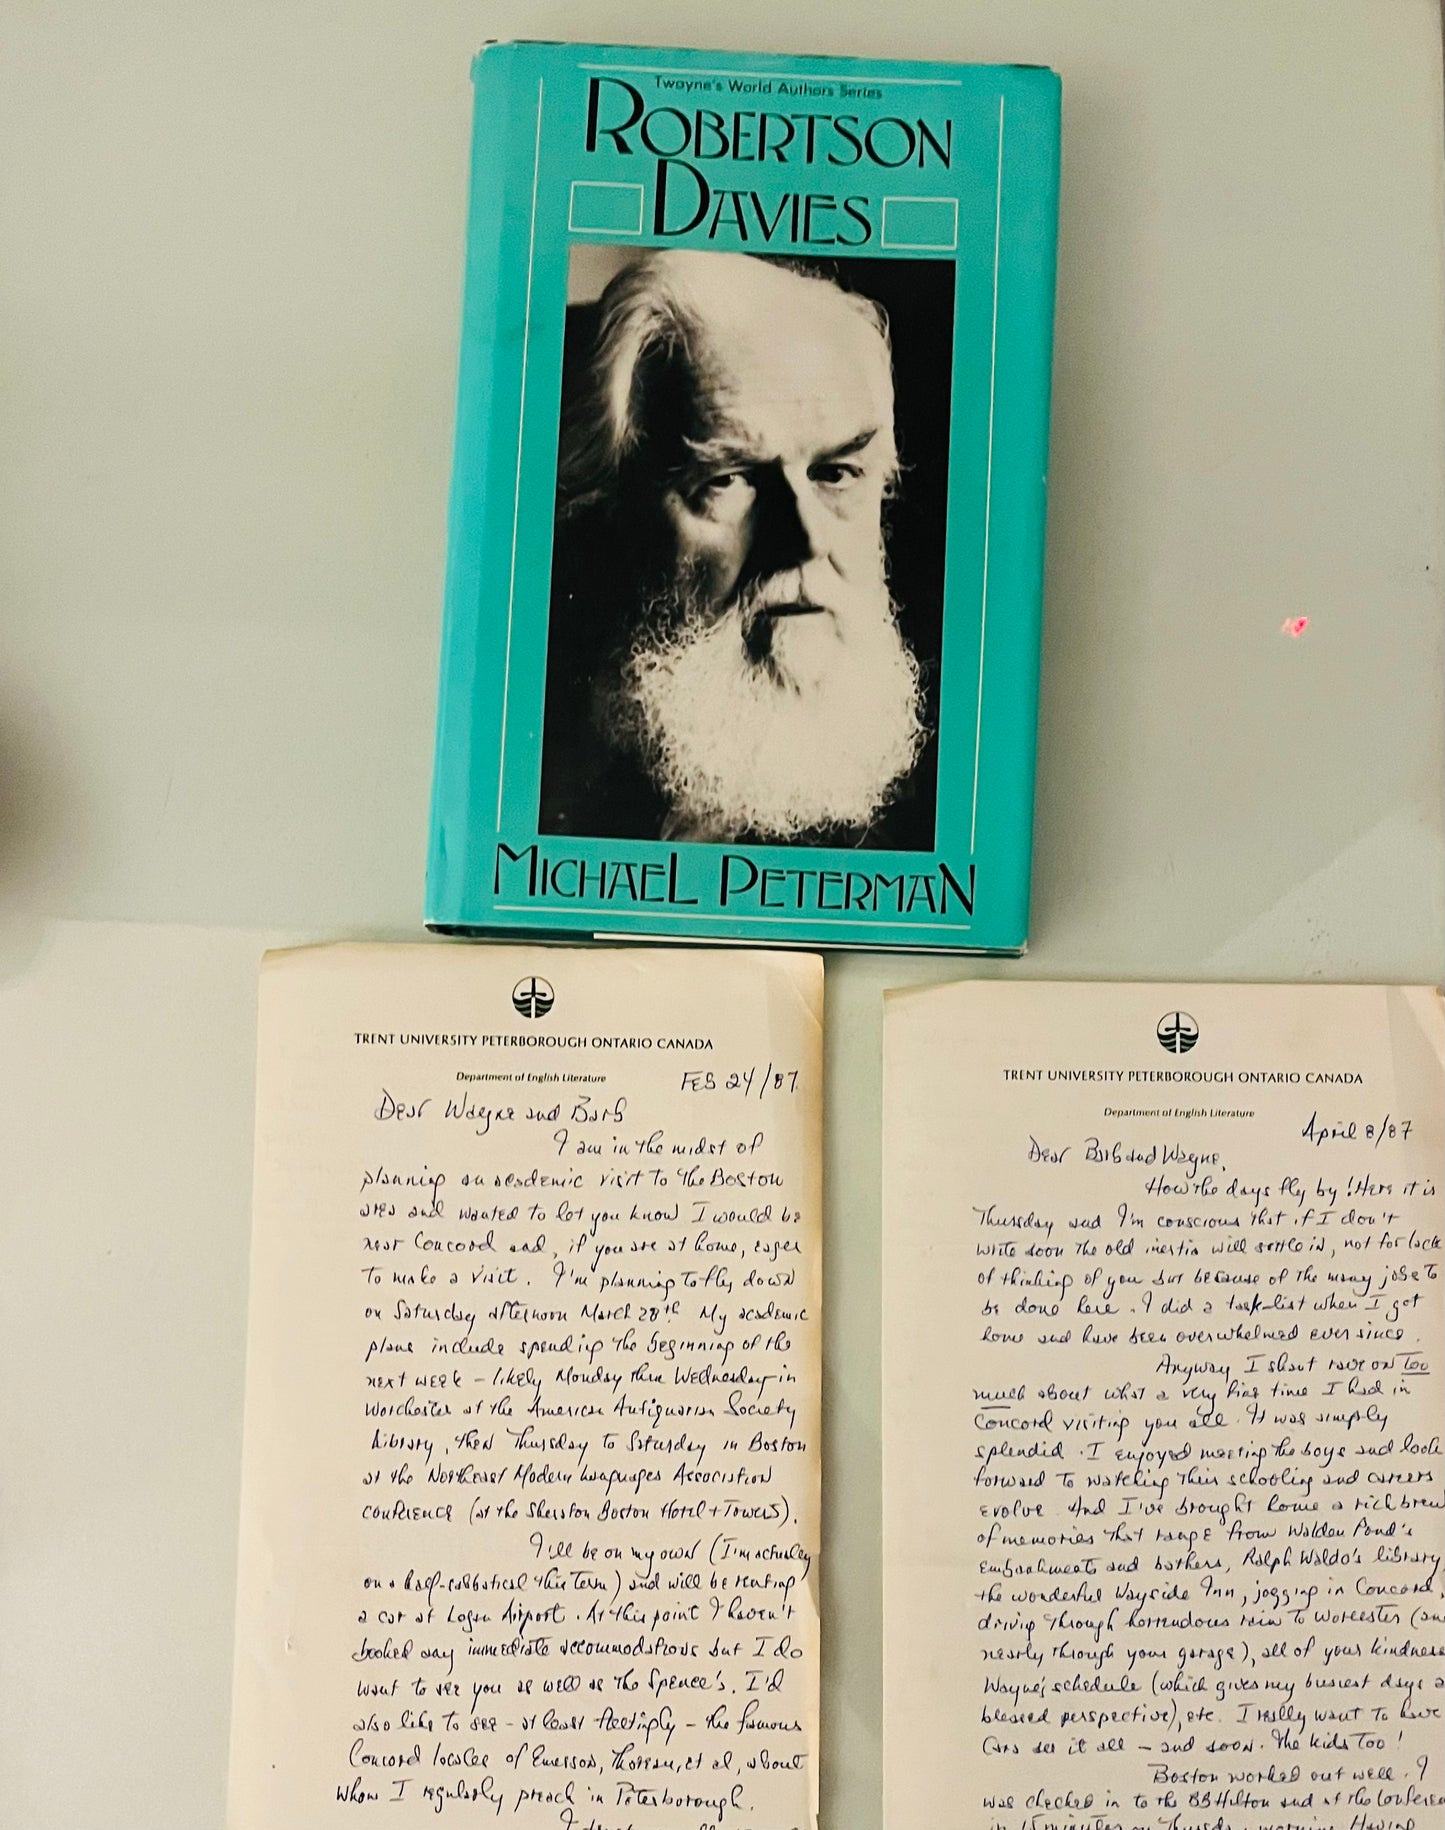 Twayne's World Authors Series
ROBERTSON
DAVIES
MICHAEL PETERMAN
TRENT UNIVERSITY PETERBOROUGH ONTARIO CANADA
Department of English Literature
FEB 24/87
Dear Wayne and Barb
I am in the midst of
planning an academic visit to the Boston
area and wanted to let you know I would be
near Concord and, if you are at home, eager
to make a visit. I'm planning to fly down
on Saturday afternoon March 28th. My academic
plans include spending the beginning of the
next week – likely Monday thru Wednesday in
Worchester at the American Antiquarian Society
Library, then Thursday to Saturday in Boston
at the Northeast Modern Languages Association
conference (at the Sheraton Boston Hotel + Towers).
I'll be on my own (I'm actually
on a half-sabbatical this term) and will be renting
a car at Logan Airport. At this point I haven't
booked any immediate accommodations but I do
want to see you as well as the Spence's. I'd
also like to see – at least fleetingly – the famous
Concord locales of Emerson, Thoreau, et al, about
whom I regularly preach in Peterborough.
TRENT UNIVERSITY PETERBOROUGH ONTARIO CANADA
Department of English Literature
April 8/87
Dear Barb and Wayne,
How the days fly by! Here it is
Thursday and I'm conscious that if I don't
write soon the old inertia will settle in, not for lack
of thinking of you but because of the many jobs to
be done here. I did a task-list when I got
home and have been overwhelmed ever since.
Anyway I shant rave on too
much about what a very fine time I had in
Concord visiting you all. It was simply
splendid. I enjoyed meeting the boys and look
forward to watching their schooling and careers
evolve. And I've brought home a rich brew
of memories that range from Walden Pond's
embankments and bathers, Ralph Waldo's library,
the wonderful Wayside Inn, jogging in Concord,
driving through horrendous rain to Worcester (and
nearly through your garage), all of your kindness
Wayne's schedule (which gives my busiest days a
blessed perspective), etc. I really want to have
Cara see it all – and soon. The kids too!
Boston worked out well. I
was checked in to the BB Hilton and at the conference
in 15 minutes on Thursday morning. Having